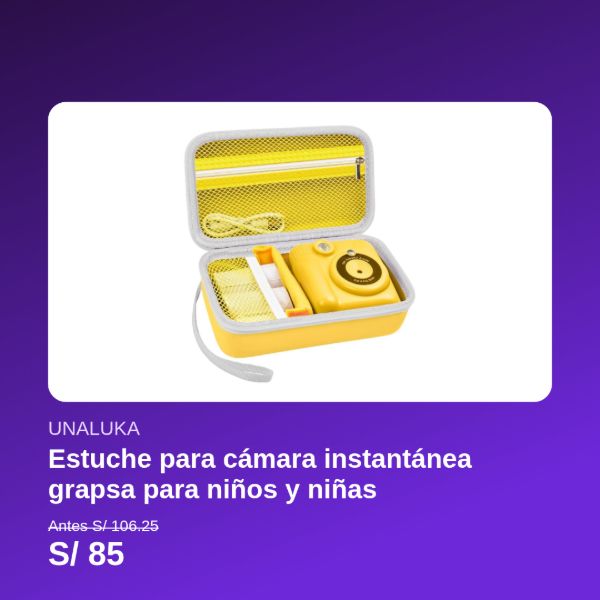 UNALUKA
Estuche para cámara instantánea
grapsa para niños y niñas
Antes S/ 106.25
S/ 85